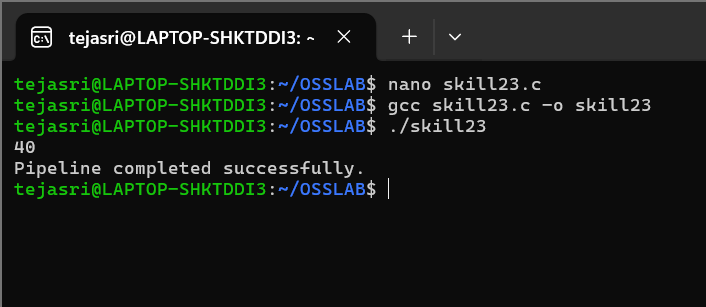 tejasri@LAPTOP-SHKTDDI3: ~
tejasri@LAPTOP-SHKTDDI3:~/OSSLAB$ nano skill23.c
tejasri@LAPTOP-SHKTDDI3:~/OSSLAB$ gcc skill23.c -o skill23
tejasri@LAPTOP-SHKTDDI3:~/OSSLAB$ ./skill23
40
Pipeline completed successfully.
tejasri@LAPTOP-SHKTDDI3:~/OSSLAB$